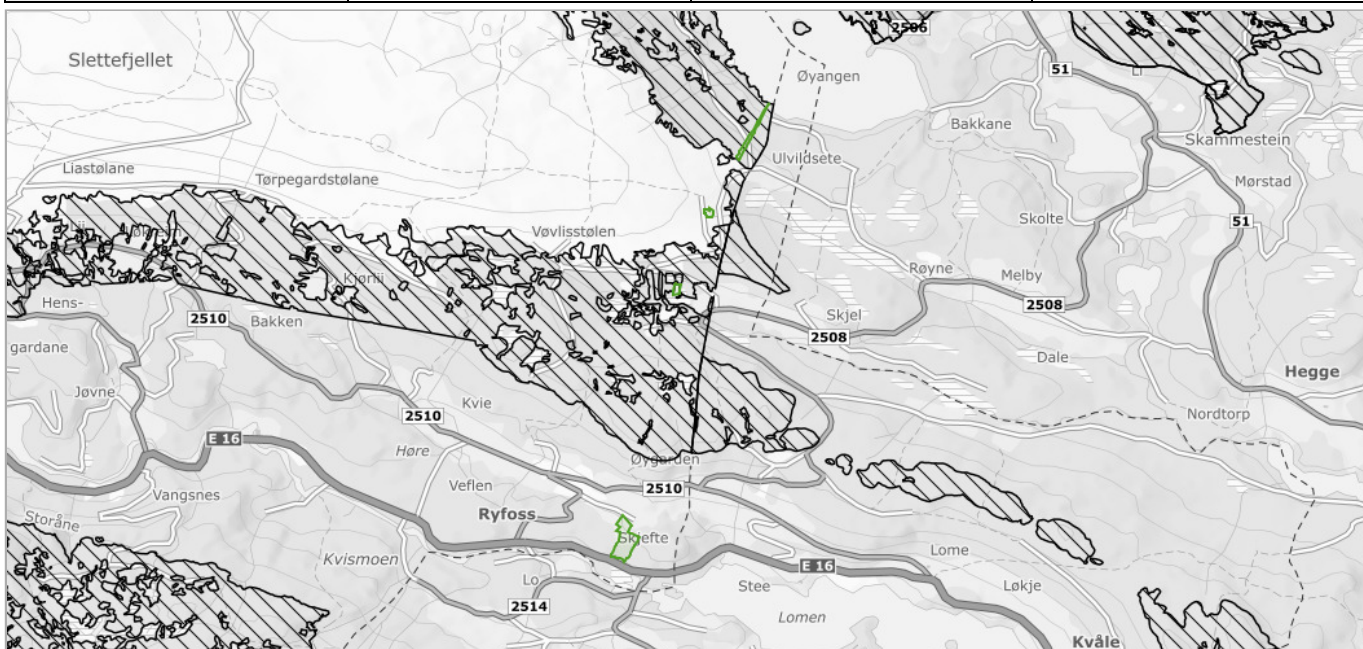 2506
Slettefjellet
51
Øyangen
Bakkane
Skammestein
Ulvildsete
Liastølane
Tørpegardstølane
Mørstad
Skolte
51
Vøvlisstølen
Kjørlii
Røyne
Melby
Hens-
gardane
2508
2510
Bakken
Skjel
2508
Dale
Hegge
Jøvne
Kvie
2510
Nordtorp
E 16
Høre
Øygarden
Veflen
2510
Vangsnes
Ryfoss
Storåne
Skjefte
Kvismoen
Lome
E 16
Lo
Stee
Løkje
2514
Lomen
Kvåle